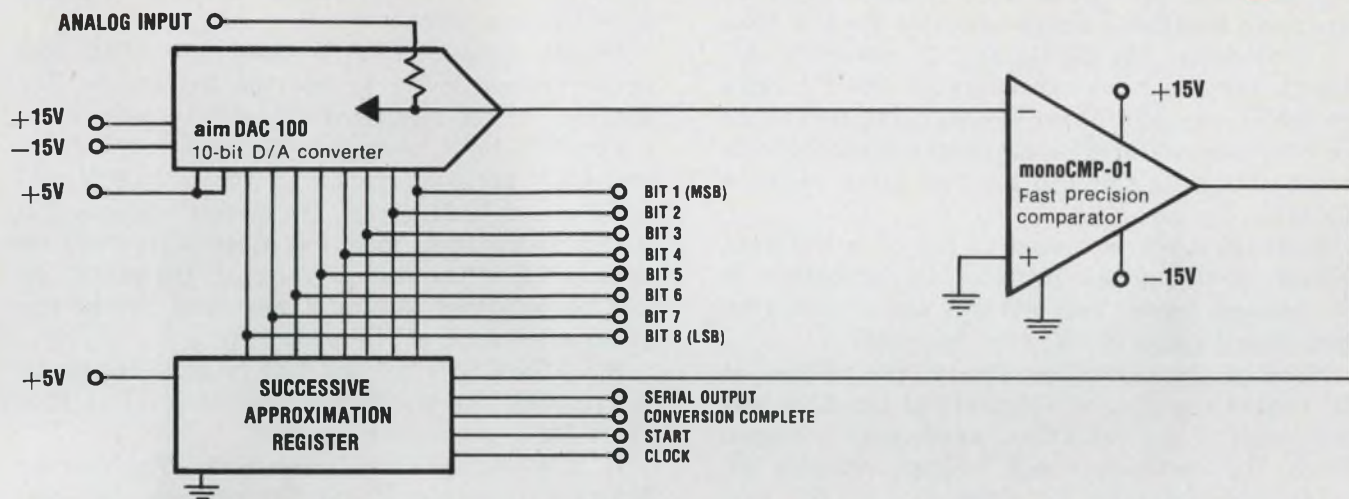 ANALOG INPUT
+15V
-15V
+5V
aim DAC 100
10-bit D/A converter
BIT 1 (MSB)
BIT 2
BIT 3
BIT 4
BIT 5
BIT 6
BIT 7
BIT 8 (LSB)
−
+
monoCMP-01
Fast precision
comparator
+15V
−15V
+5V
SUCCESSIVE
APPROXIMATION
REGISTER
SERIAL OUTPUT
CONVERSION COMPLETE
START
CLOCK